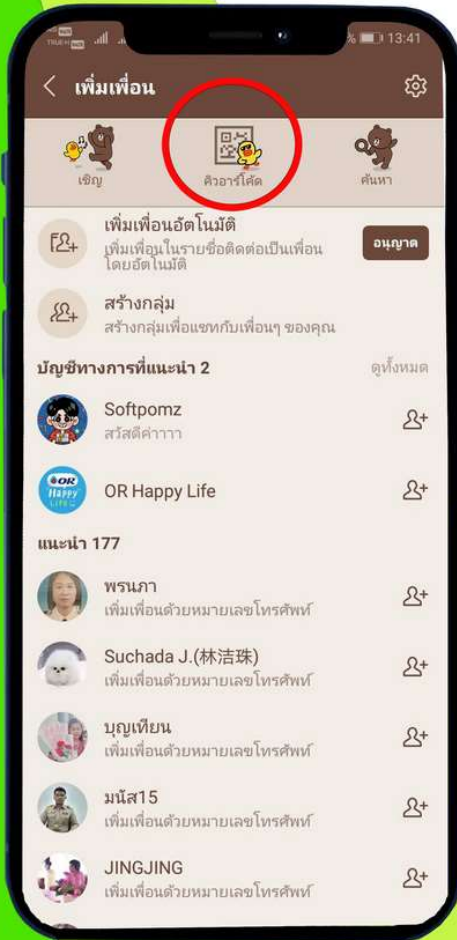 TRUE-H
% 13:41
เพิ่มเพื่อน
เชิญ
คิวอาร์โค้ด
ค้นหา
เพิ่มเพื่อนอัตโนมัติ
เพิ่มเพื่อนในรายชื่อติดต่อเป็นเพื่อน
โดยอัตโนมัติ
อนุญาต
สร้างกลุ่ม
สร้างกลุ่มเพื่อแชทกับเพื่อนๆ ของคุณ
บัญชีทางการที่แนะนำ 2
ดูทั้งหมด
Softpomz
สวัสดีค่าาาา
OR
Happy
LIFE
OR Happy Life
แนะนำ 177
พรนภา
เพิ่มเพื่อนด้วยหมายเลขโทรศัพท์
Suchada J.(林洁珠)
เพิ่มเพื่อนด้วยหมายเลขโทรศัพท์
บุญเทียน
เพิ่มเพื่อนด้วยหมายเลขโทรศัพท์
มนัส15
เพิ่มเพื่อนด้วยหมายเลขโทรศัพท์
JINGJING
เพิ่มเพื่อนด้วยหมายเลขโทรศัพท์